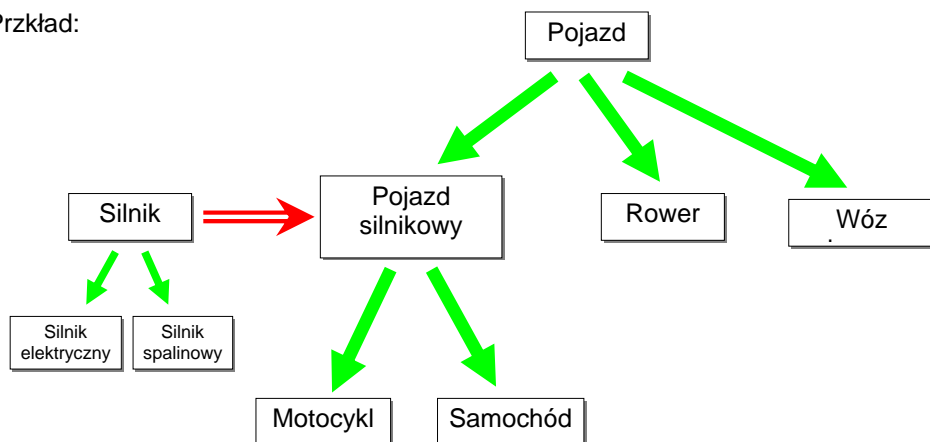 Przkład:
Pojazd
Silnik
Pojazd
silnikowy
Rower
Wóz
Silnik
elektryczny
Silnik
spalinowy
Motocykl
Samochód